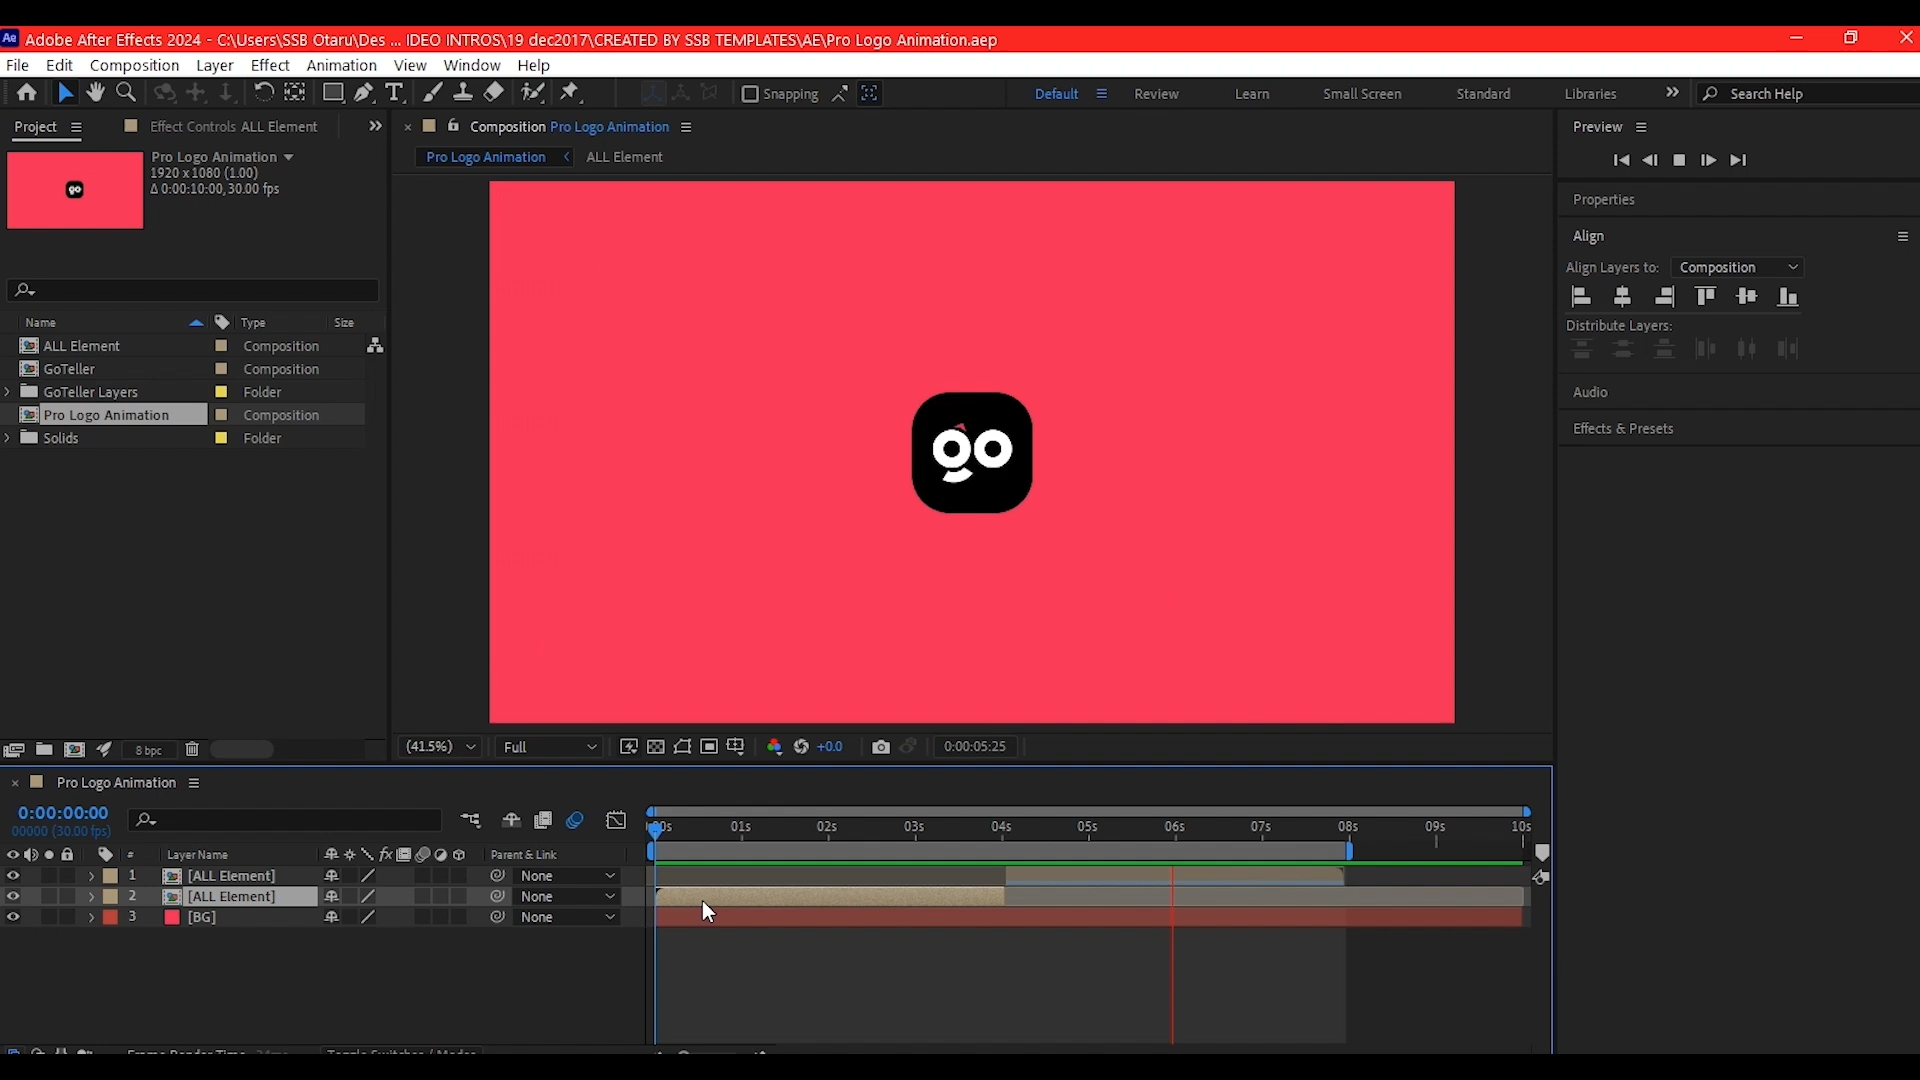 Ae Adobe After Effects 2024 - C:\Users\SSB Otaru\Des ... IDEO INTROS\19 dec2017\CREATED BY SSB TEMPLATES\AE\Pro Logo Animation.aep
File Edit Composition Layer Effect Animation View Window Help
Snapping Default Review Learn Small Screen Standard Libraries Search Help
Project Effect Controls ALL Element Composition Pro Logo Animation Preview
Pro Logo Animation
1920 x 1080 (1.00)
Δ 0:00:10:00, 30.00 fps
Pro Logo Animation ALL Element
go
go
Properties
Align
Align Layers to: Composition
Distribute Layers:
Audio
Effects & Presets
Name Type Size
ALL Element Composition
GoTeller Composition
GoTeller Layers Folder
Pro Logo Animation Composition
Solids Folder
8 bpc (41.5%) Full +0.0 0:00:05:25
Pro Logo Animation
0:00:00:00
00000 (30.00 fps)
01s 02s 03s 04s 05s 06s 07s 08s 09s 10s
# Layer Name fx Parent & Link
1 [ALL Element] None
2 [ALL Element] None
3 [BG] None